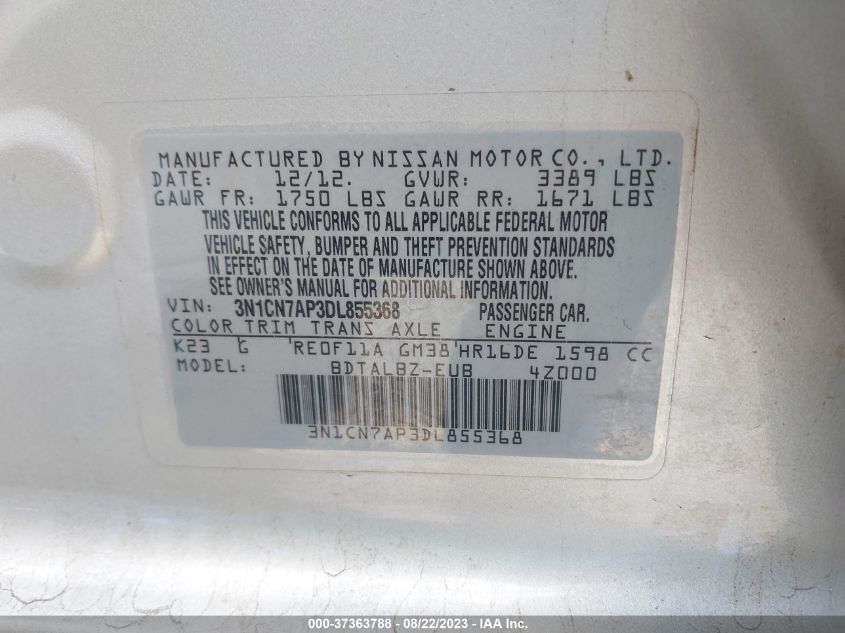 MANUFACTURED BY NISSAN MOTOR CO., LTD.
DATE: 12/12. GVWR: 3389 LBS
GAWR FR: 1750 LBS GAWR RR: 1671 LBS
THIS VEHICLE CONFORMS TO ALL APPLICABLE FEDERAL MOTOR
VEHICLE SAFETY, BUMPER AND THEFT PREVENTION STANDARDS
IN EFFECT ON THE DATE OF MANUFACTURE SHOWN ABOVE.
SEE OWNER'S MANUAL FOR ADDITIONAL INFORMATION.
VIN: 3N1CN7AP3DL855368 PASSENGER CAR.
COLOR TRIM TRANS AXLE ENGINE
K23 G RE0F11A GM38 HR16DE 1598 CC
MODEL: BDTALBZ-EUB 4Z000
3N1CN7AP3DL855368
000-37363788 - 08/22/2023 - IAAI.com